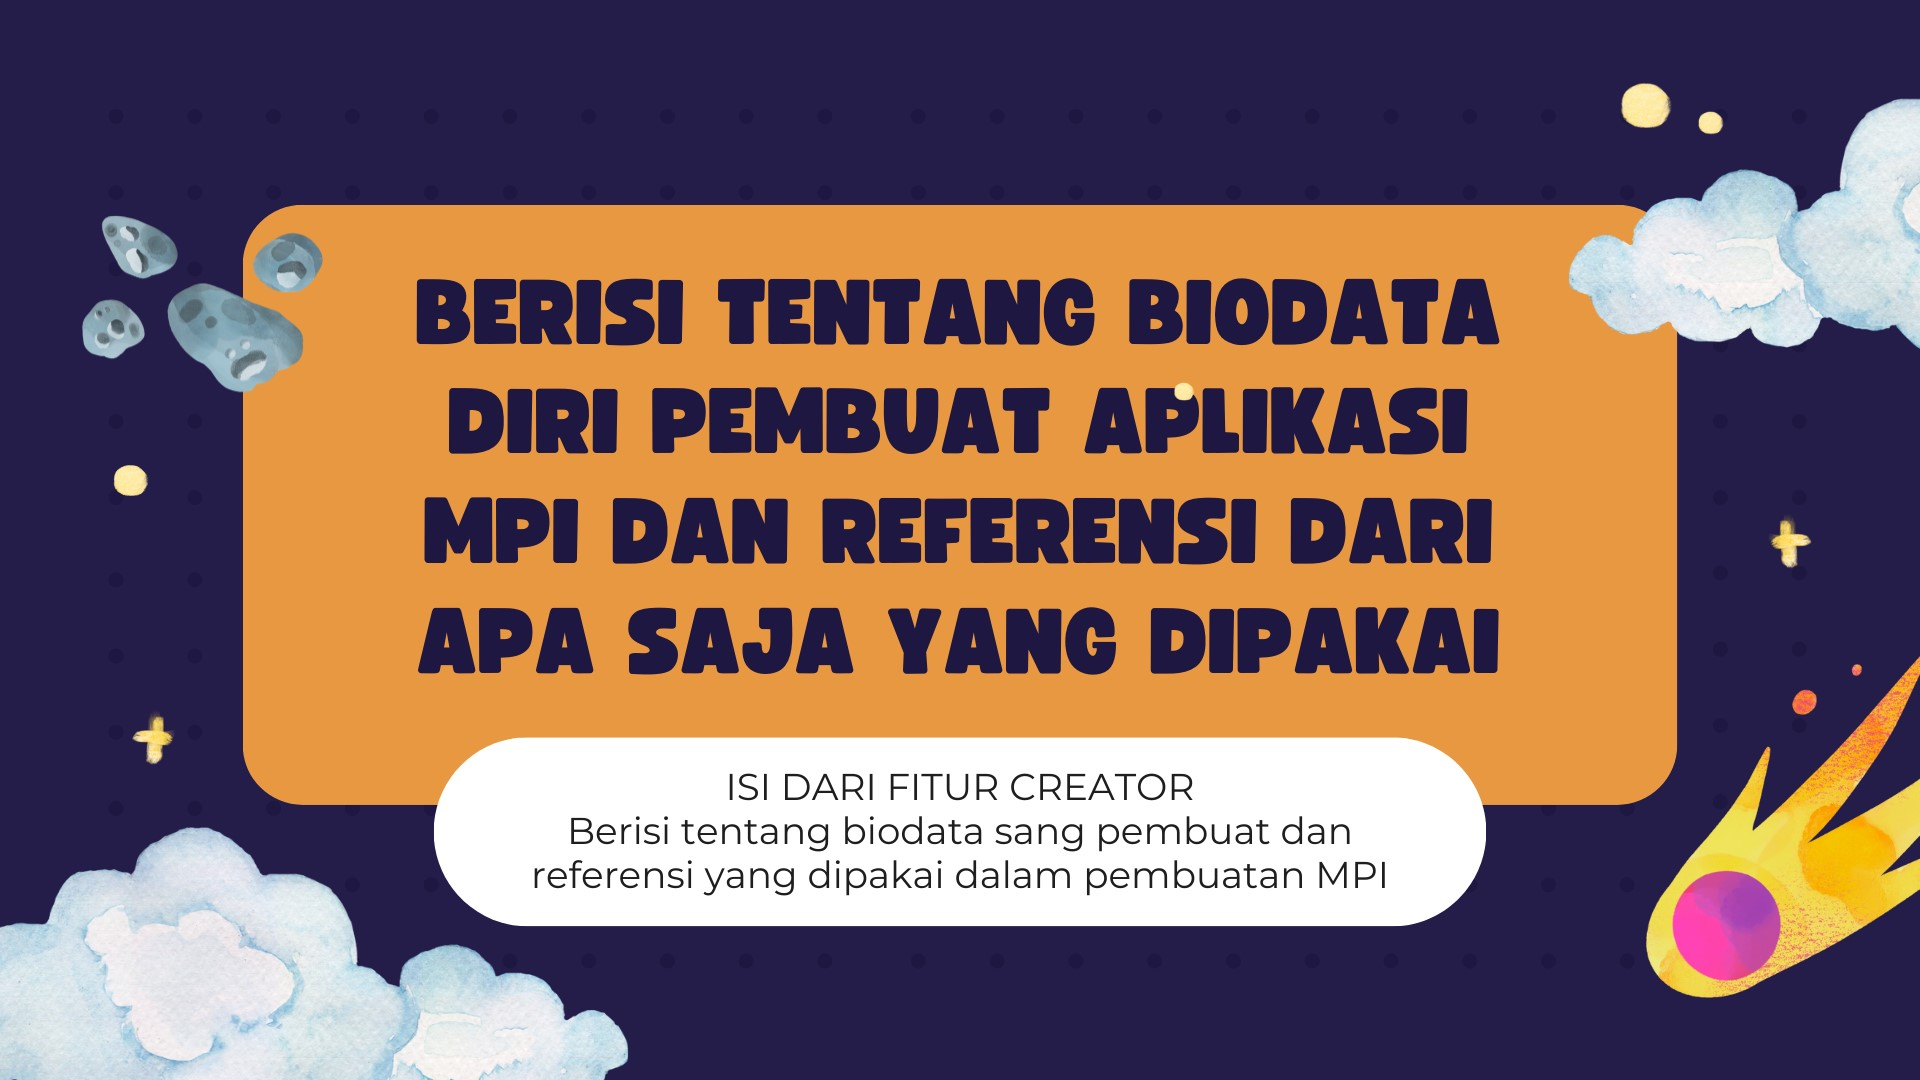 BERISI TENTANG BIODATA
DIRI PEMBUAT APLIKASI
MPI DAN REFERENSI DARI
APA SAJA YANG DIPAKAI
ISI DARI FITUR CREATOR
Berisi tentang biodata sang pembuat dan
referensi yang dipakai dalam pembuatan MPI